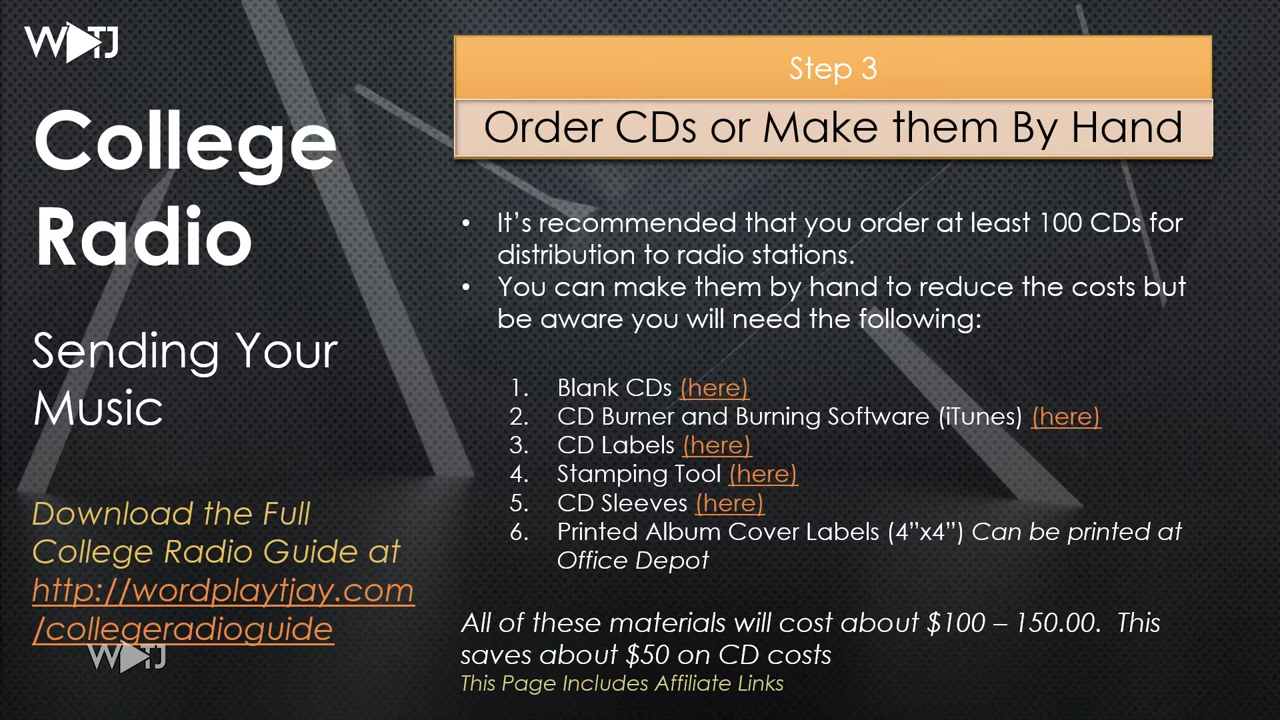 W TJ
College
Radio
Sending Your
Music
Download the Full
College Radio Guide at
http://wordplaytjay.com
/collegeradioguide
W TJ
Step 3
Order CDs or Make them By Hand
• It’s recommended that you order at least 100 CDs for
distribution to radio stations.
• You can make them by hand to reduce the costs but
be aware you will need the following:
1. Blank CDs (here)
2. CD Burner and Burning Software (iTunes) (here)
3. CD Labels (here)
4. Stamping Tool (here)
5. CD Sleeves (here)
6. Printed Album Cover Labels (4”x4”) Can be printed at
Office Depot
All of these materials will cost about $100 – 150.00. This
saves about $50 on CD costs
This Page Includes Affiliate Links